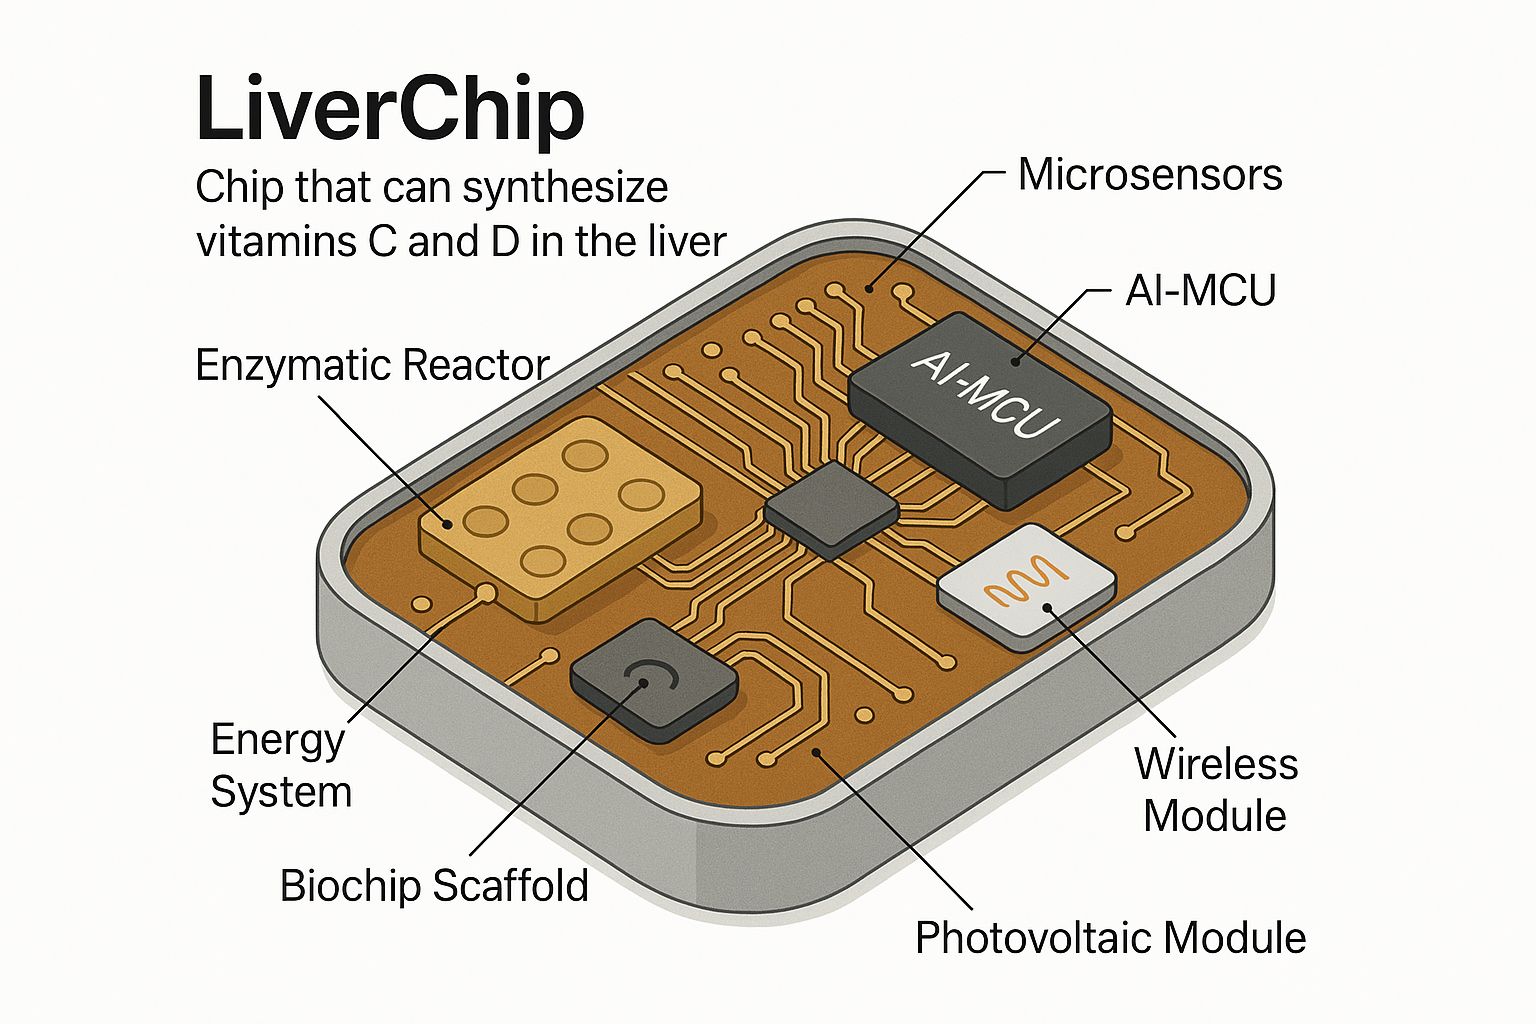 LiverChip
Chip that can synthesize
vitamins C and D in the liver
Microsensors
AI-MCU
Enzymatic Reactor
AI-MCU
Energy
System
Biochip Scaffold
Wireless
Module
Photovoltaic Module